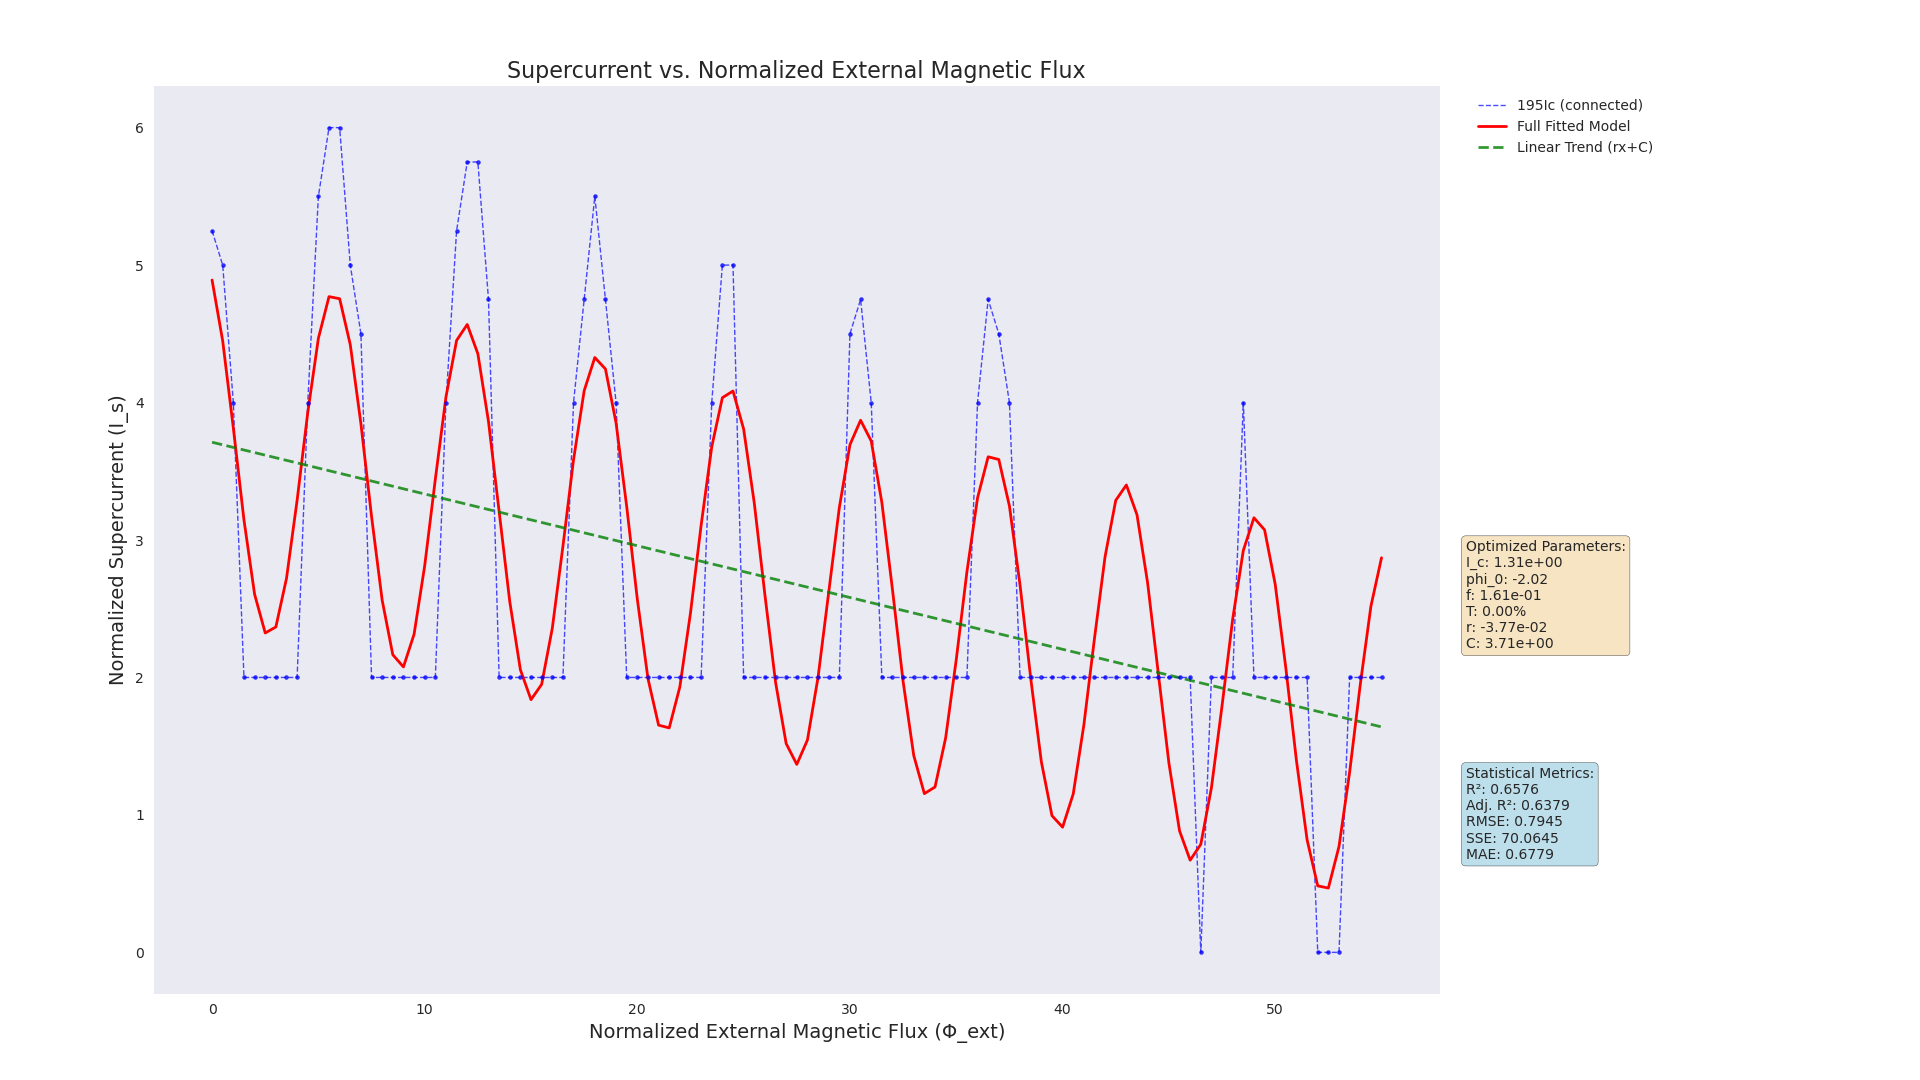 Supercurrent vs. Normalized External Magnetic Flux
195Ic (connected)
Full Fitted Model
Linear Trend (rx+C)
Normalized Supercurrent (I_s)
6
5
4
3
2
1
0
0
10
20
30
40
50
Normalized External Magnetic Flux (Φ_ext)
Optimized Parameters:
I_c: 1.31e+00
phi_0: -2.02
f: 1.61e-01
T: 0.00%
r: -3.77e-02
C: 3.71e+00
Statistical Metrics:
R²: 0.6576
Adj. R²: 0.6379
RMSE: 0.7945
SSE: 70.0645
MAE: 0.6779